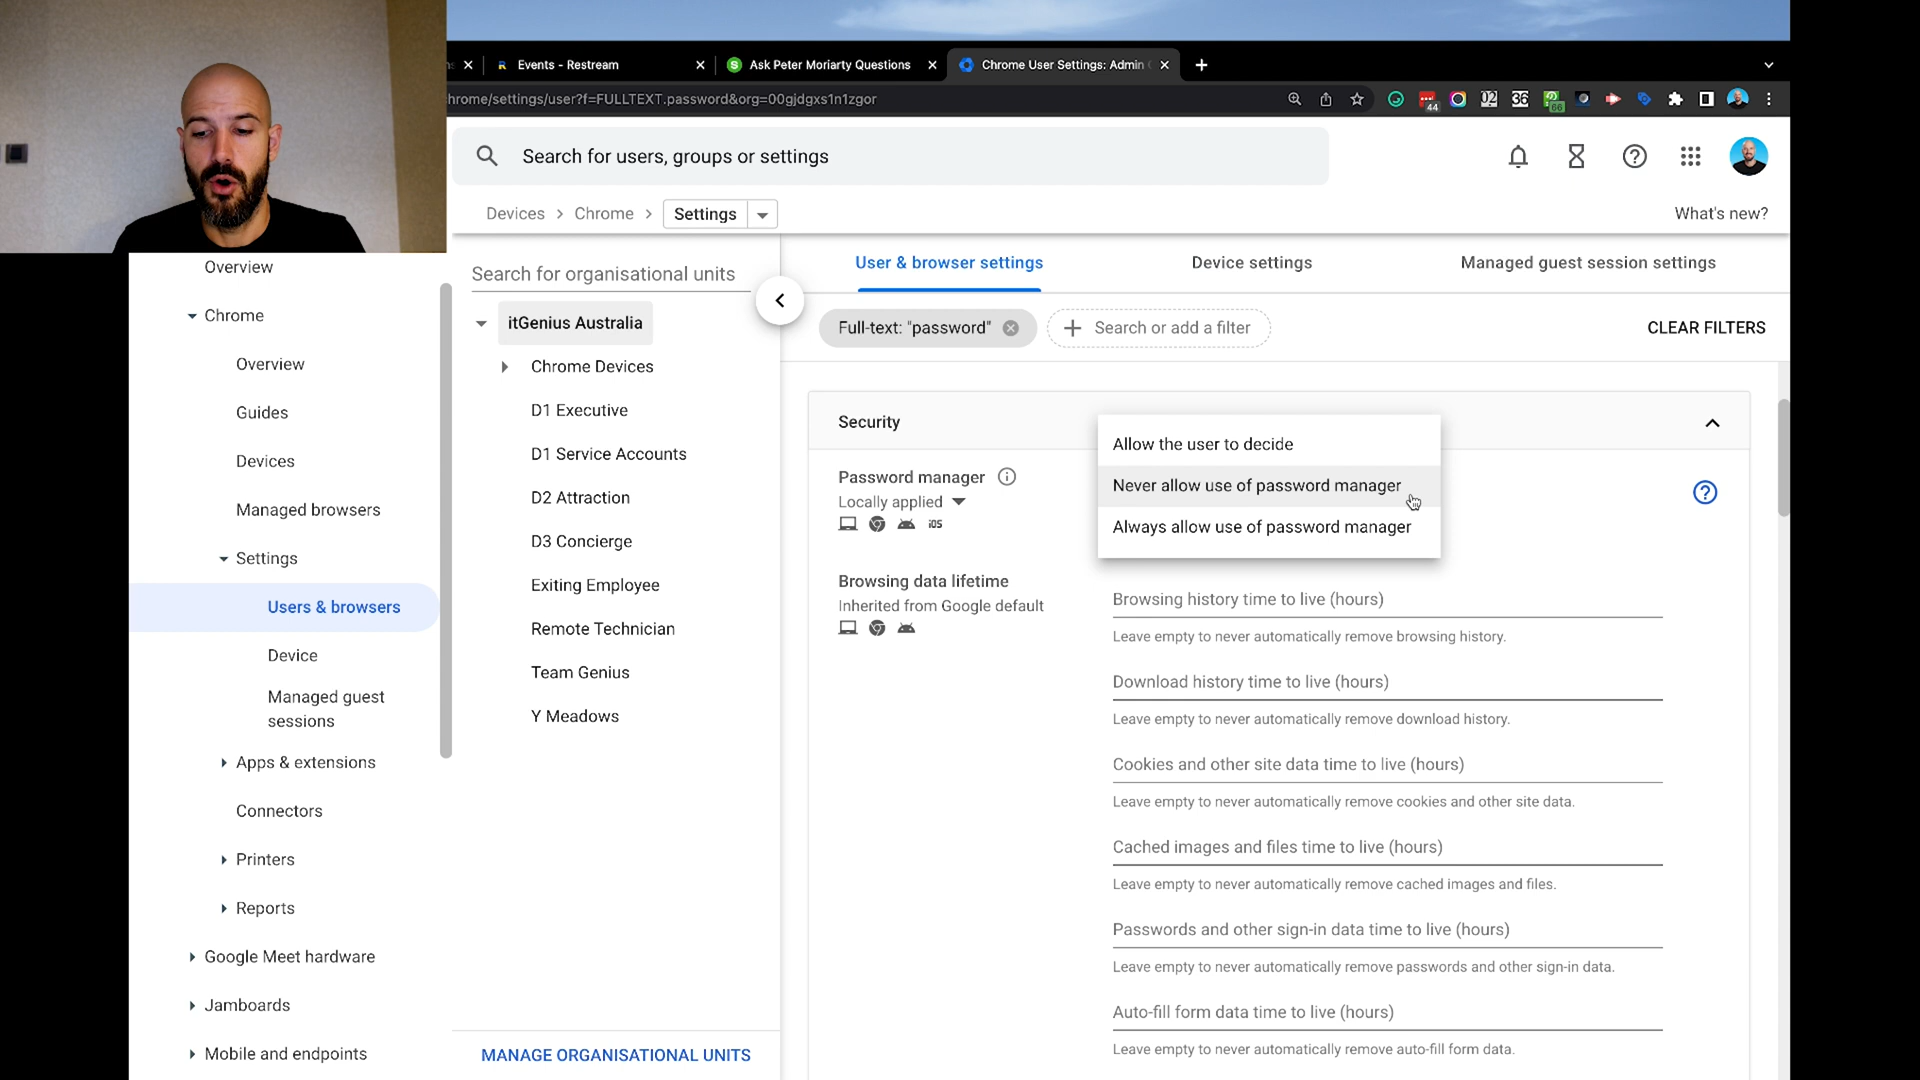 Events - Restream
Ask Peter Moriarty Questions
Chrome User Settings: Admin
hrome/settings/user?f=FULLTEXT.password&org=00gjdgxs1n1zgor
44
02
36
66
Search for users, groups or settings
Devices
Chrome
Settings
What's new?
Overview
Chrome
Overview
Guides
Devices
Managed browsers
Settings
Users & browsers
Device
Managed guest
sessions
Apps & extensions
Connectors
Printers
Reports
Google Meet hardware
Jamboards
Mobile and endpoints
Search for organisational units
itGenius Australia
Chrome Devices
D1 Executive
D1 Service Accounts
D2 Attraction
D3 Concierge
Exiting Employee
Remote Technician
Team Genius
Y Meadows
MANAGE ORGANISATIONAL UNITS
User & browser settings
Device settings
Managed guest session settings
Full-text: "password"
Search or add a filter
CLEAR FILTERS
Security
Password manager
Locally applied
iOS
Allow the user to decide
Never allow use of password manager
Always allow use of password manager
Browsing data lifetime
Inherited from Google default
Browsing history time to live (hours)
Leave empty to never automatically remove browsing history.
Download history time to live (hours)
Leave empty to never automatically remove download history.
Cookies and other site data time to live (hours)
Leave empty to never automatically remove cookies and other site data.
Cached images and files time to live (hours)
Leave empty to never automatically remove cached images and files.
Passwords and other sign-in data time to live (hours)
Leave empty to never automatically remove passwords and other sign-in data.
Auto-fill form data time to live (hours)
Leave empty to never automatically remove auto-fill form data.